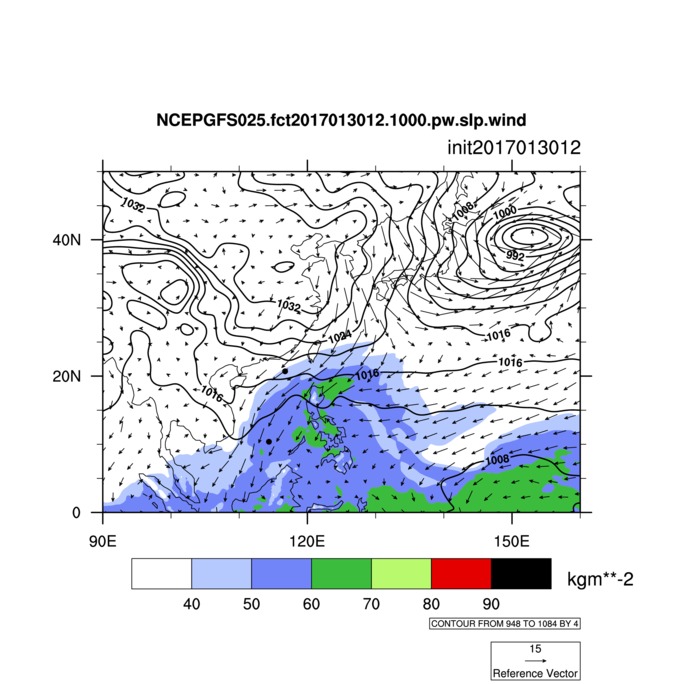 NCEPGFS025.fct2017013012.1000.pw.slp.wind
init2017013012
1032
1008
1000
40N
992
1032
1024
1016
1016
20N
1016
1016
1008
0
90E 120E 150E
kgm**-2
40 50 60 70 80 90
CONTOUR FROM 948 TO 1084 BY 4
15
Reference Vector